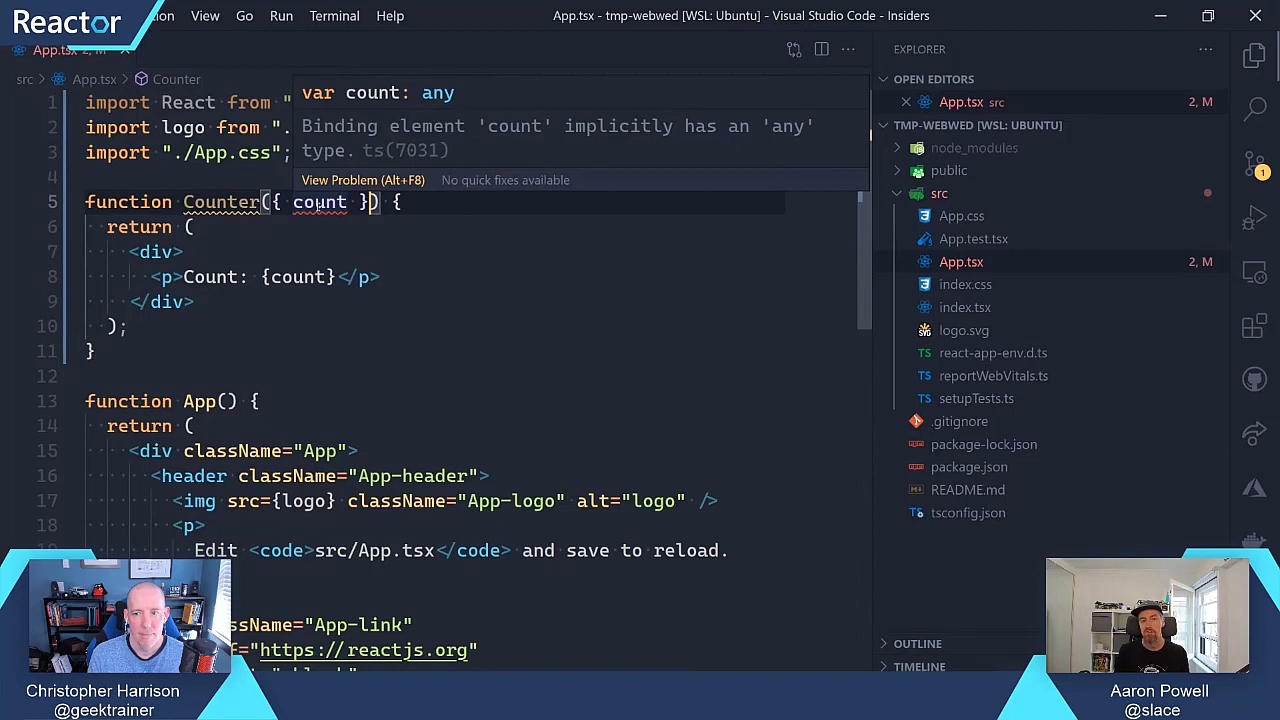 Reactor
tion View Go Run Terminal Help
App.tsx - tmp-webwed [WSL: Ubuntu] - Visual Studio Code - Insiders
App.tsx 2, M
src > App.tsx > Counter
1 import React from "
2 import logo from ".
3 import "./App.css";
4
var count: any
Binding element 'count' implicitly has an 'any'
type. ts(7031)
View Problem (Alt+F8) No quick fixes available
5 function Counter({ count }) {
6 return (
7 <div>
8 <p>Count: {count}</p>
9 </div>
10 );
11 }
12
13 function App() {
14 return (
15 <div className="App">
16 <header className="App-header">
17 <img src={logo} className="App-logo" alt="logo" />
18 <p>
Edit <code>src/App.tsx</code> and save to reload.
ssName="App-link"
f="https://reactjs.org"
EXPLORER
OPEN EDITORS
App.tsx src 2, M
TMP-WEBWED [WSL: UBUNTU]
node_modules
public
src
App.css
App.test.tsx
App.tsx 2, M
index.css
index.tsx
logo.svg
TS react-app-env.d.ts
TS reportWebVitals.ts
TS setupTests.ts
.gitignore
package-lock.json
package.json
README.md
tsconfig.json
OUTLINE
TIMELINE
1
Christopher Harrison
@geektrainer
Aaron Powell
@slace